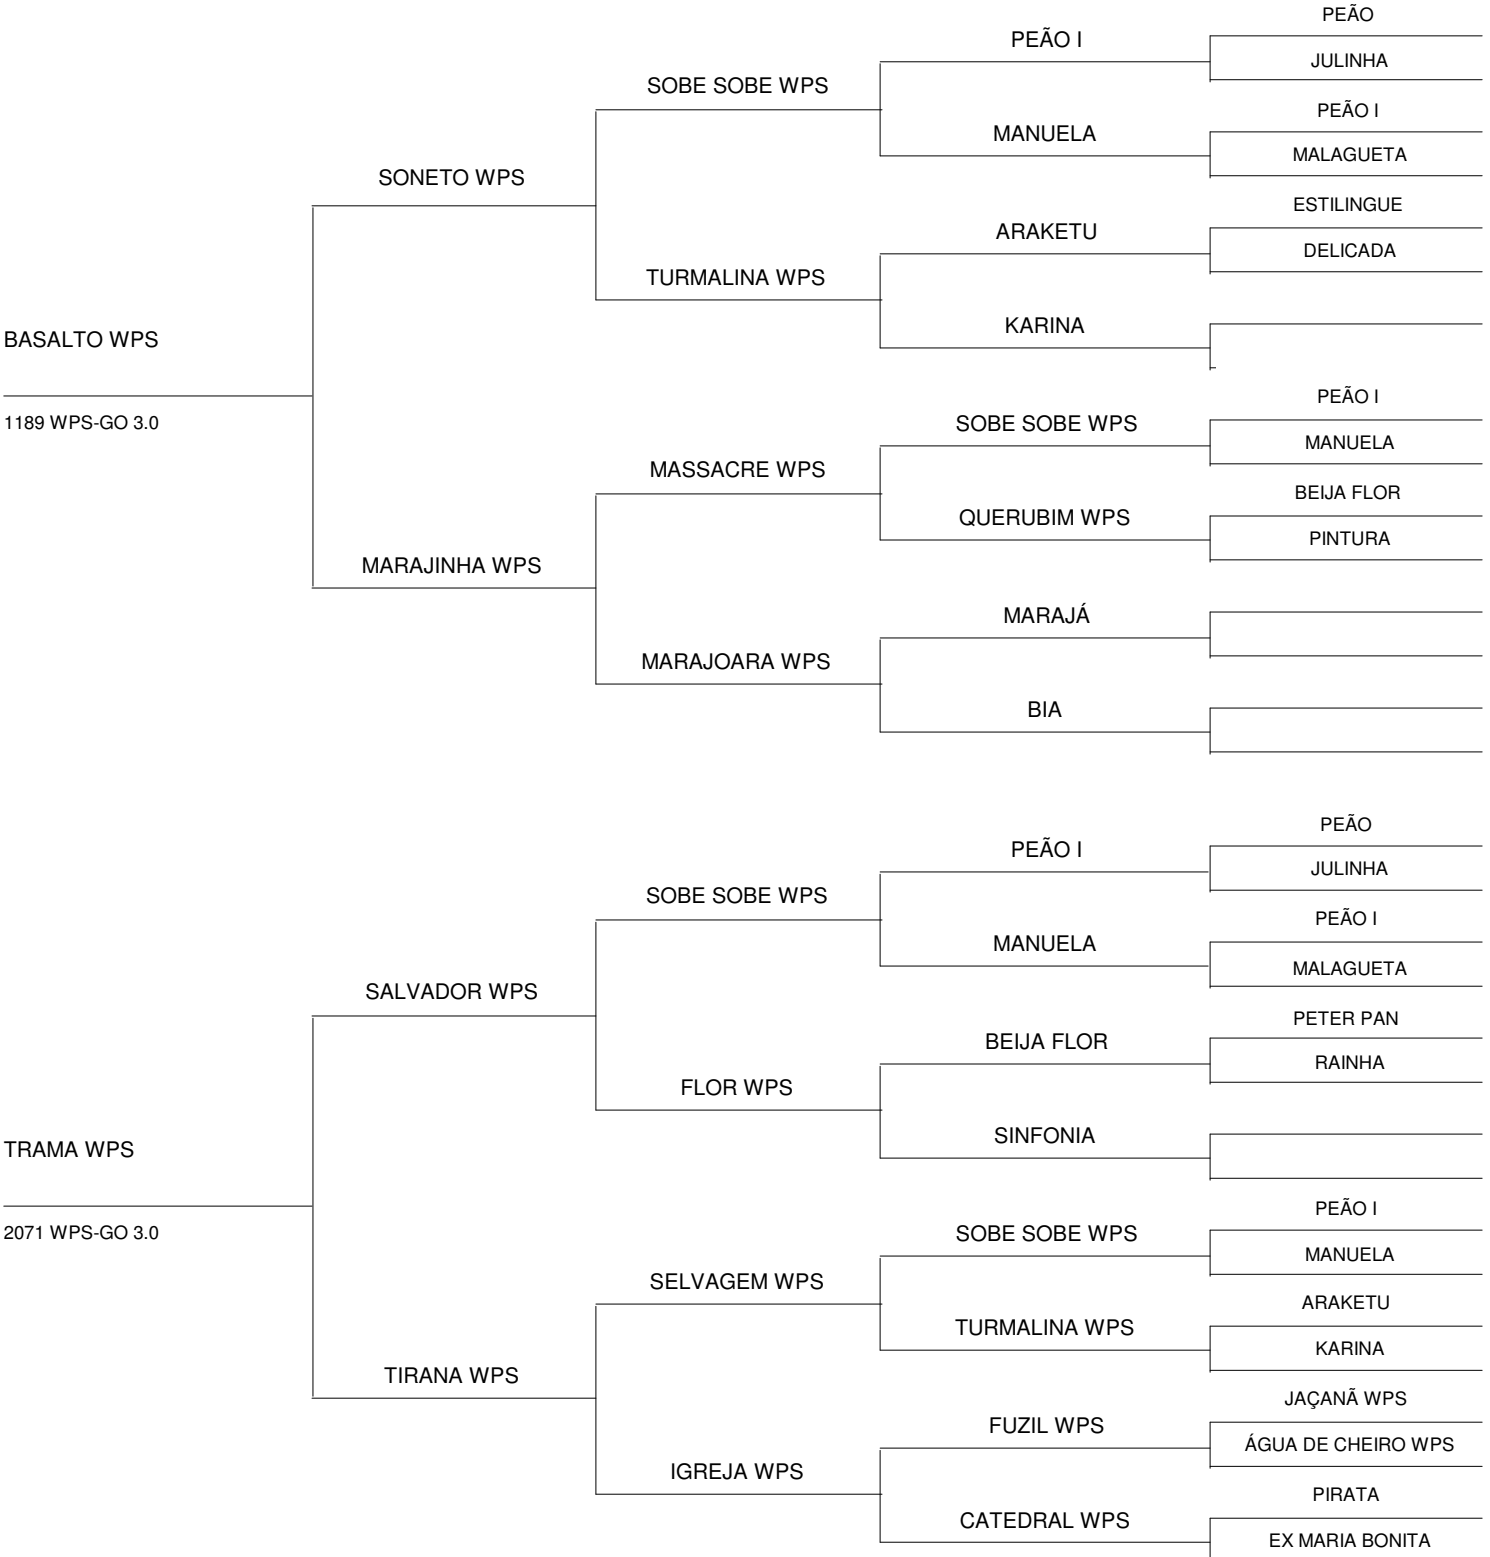 PEÃO
PEÃO I
JULINHA
SOBE SOBE WPS
PEÃO I
MANUELA
MALAGUETA
SONETO WPS
ESTILINGUE
ARAKETU
DELICADA
TURMALINA WPS
KARINA
BASALTO WPS
PEÃO I
1189 WPS-GO 3.0
SOBE SOBE WPS
MANUELA
MASSACRE WPS
BEIJA FLOR
QUERUBIM WPS
PINTURA
MARAJINHA WPS
MARAJÁ
MARAJOARA WPS
BIA
PEÃO
PEÃO I
JULINHA
SOBE SOBE WPS
PEÃO I
MANUELA
MALAGUETA
SALVADOR WPS
PETER PAN
BEIJA FLOR
RAINHA
FLOR WPS
SINFONIA
TRAMA WPS
PEÃO I
2071 WPS-GO 3.0
SOBE SOBE WPS
MANUELA
SELVAGEM WPS
ARAKETU
TURMALINA WPS
KARINA
TIRANA WPS
JAÇANÃ WPS
FUZIL WPS
ÁGUA DE CHEIRO WPS
IGREJA WPS
PIRATA
CATEDRAL WPS
EX MARIA BONITA